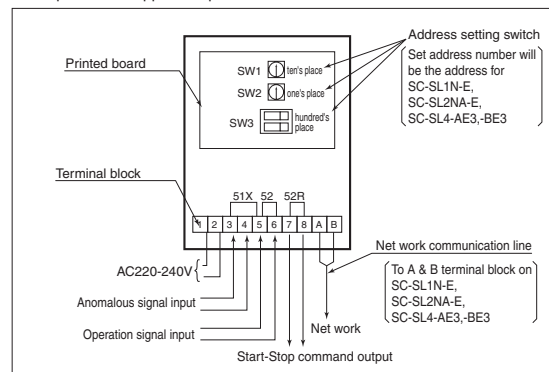 Address setting switch
Set address number will
be the address for
SC-SL1N-E,
SC-SL2NA-E,
SC-SL4-AE3,-BE3
Printed board
SW1 ten's place
SW2 one's place
SW3 hundred's
place
Terminal block
51X 52 52R
1 2 3 4 5 6 7 8 A B
Net work communication line
To A & B terminal block on
SC-SL1N-E,
SC-SL2NA-E,
SC-SL4-AE3,-BE3
AC220-240V
Anomalous signal input
Operation signal input
Net work
Start-Stop command output